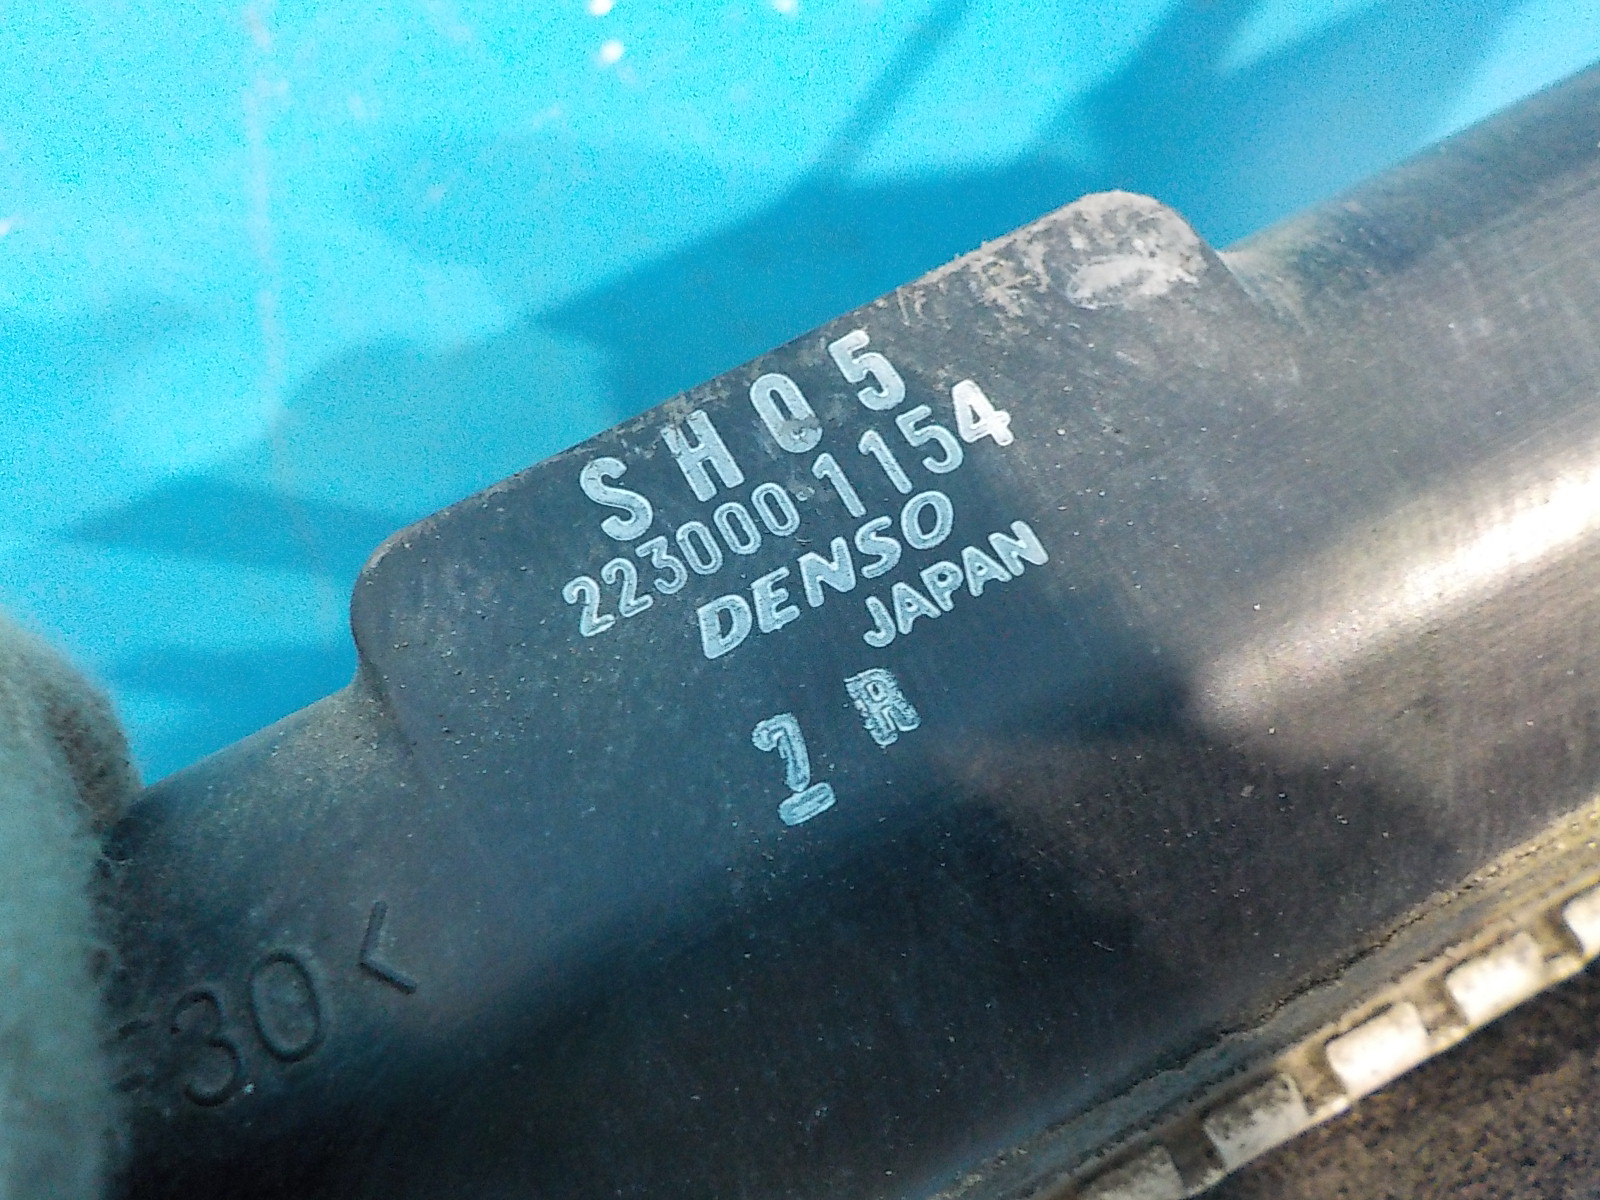 SH05
223000-1154
DENSO
JAPAN
R
1
30<